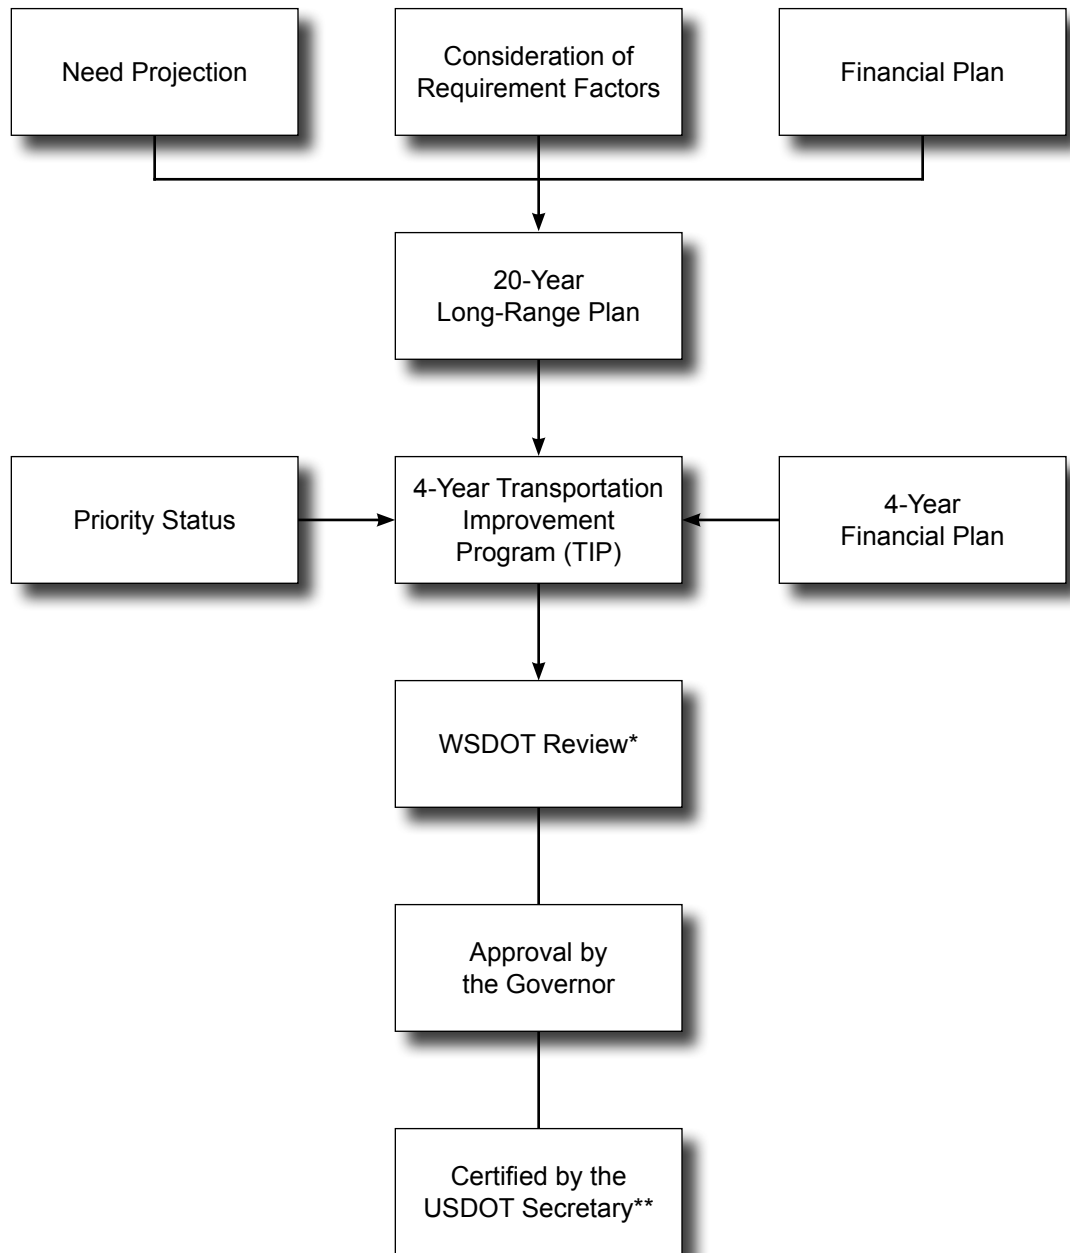 Need Projection
Consideration of
Requirement Factors
Financial Plan
20-Year
Long-Range Plan
Priority Status
4-Year Transportation
Improvement
Program (TIP)
4-Year
Financial Plan
WSDOT Review*
Approval by
the Governor
Certified by the
USDOT Secretary**